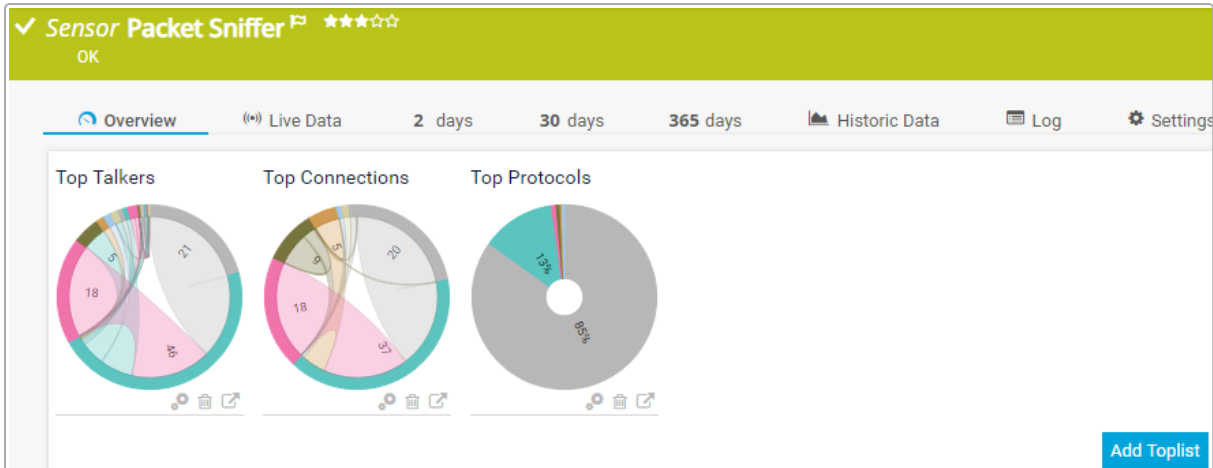 Sensor Packet Sniffer
OK
Overview
Live Data
2 days
30 days
365 days
Historic Data
Log
Settings
Top Talkers
Top Connections
Top Protocols
21
5
18
46
20
5
9
18
37
13%
85%
Add Toplist